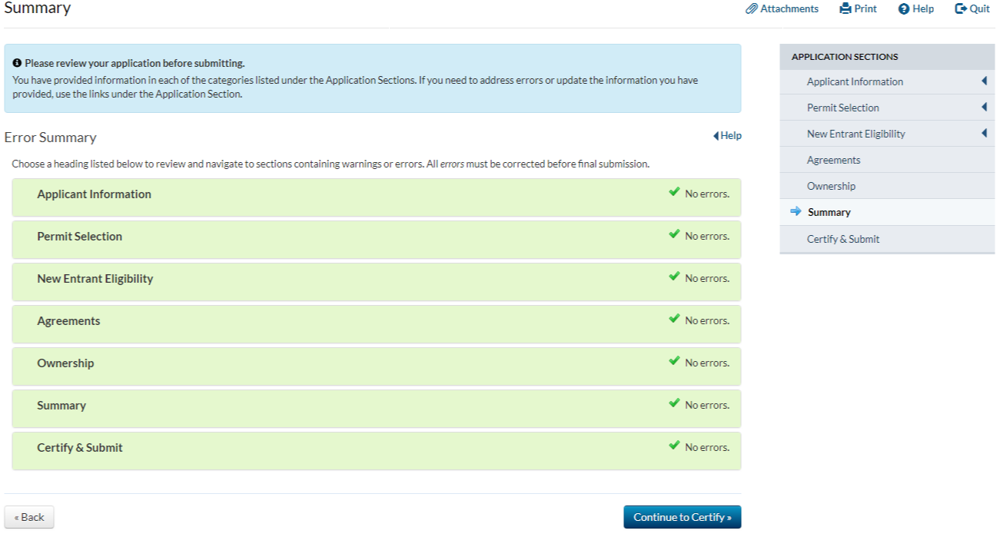 Summary
Attachments Print Help Quit
Please review your application before submitting.
You have provided information in each of the categories listed under the Application Sections. If you need to address errors or update the information you have
provided, use the links under the Application Section.
Error Summary
Help
Choose a heading listed below to review and navigate to sections containing warnings or errors. All errors must be corrected before final submission.
Applicant Information No errors.
Permit Selection No errors.
New Entrant Eligibility No errors.
Agreements No errors.
Ownership No errors.
Summary No errors.
Certify & Submit No errors.
« Back
Continue to Certify »
APPLICATION SECTIONS
Applicant Information
Permit Selection
New Entrant Eligibility
Agreements
Ownership
Summary
Certify & Submit